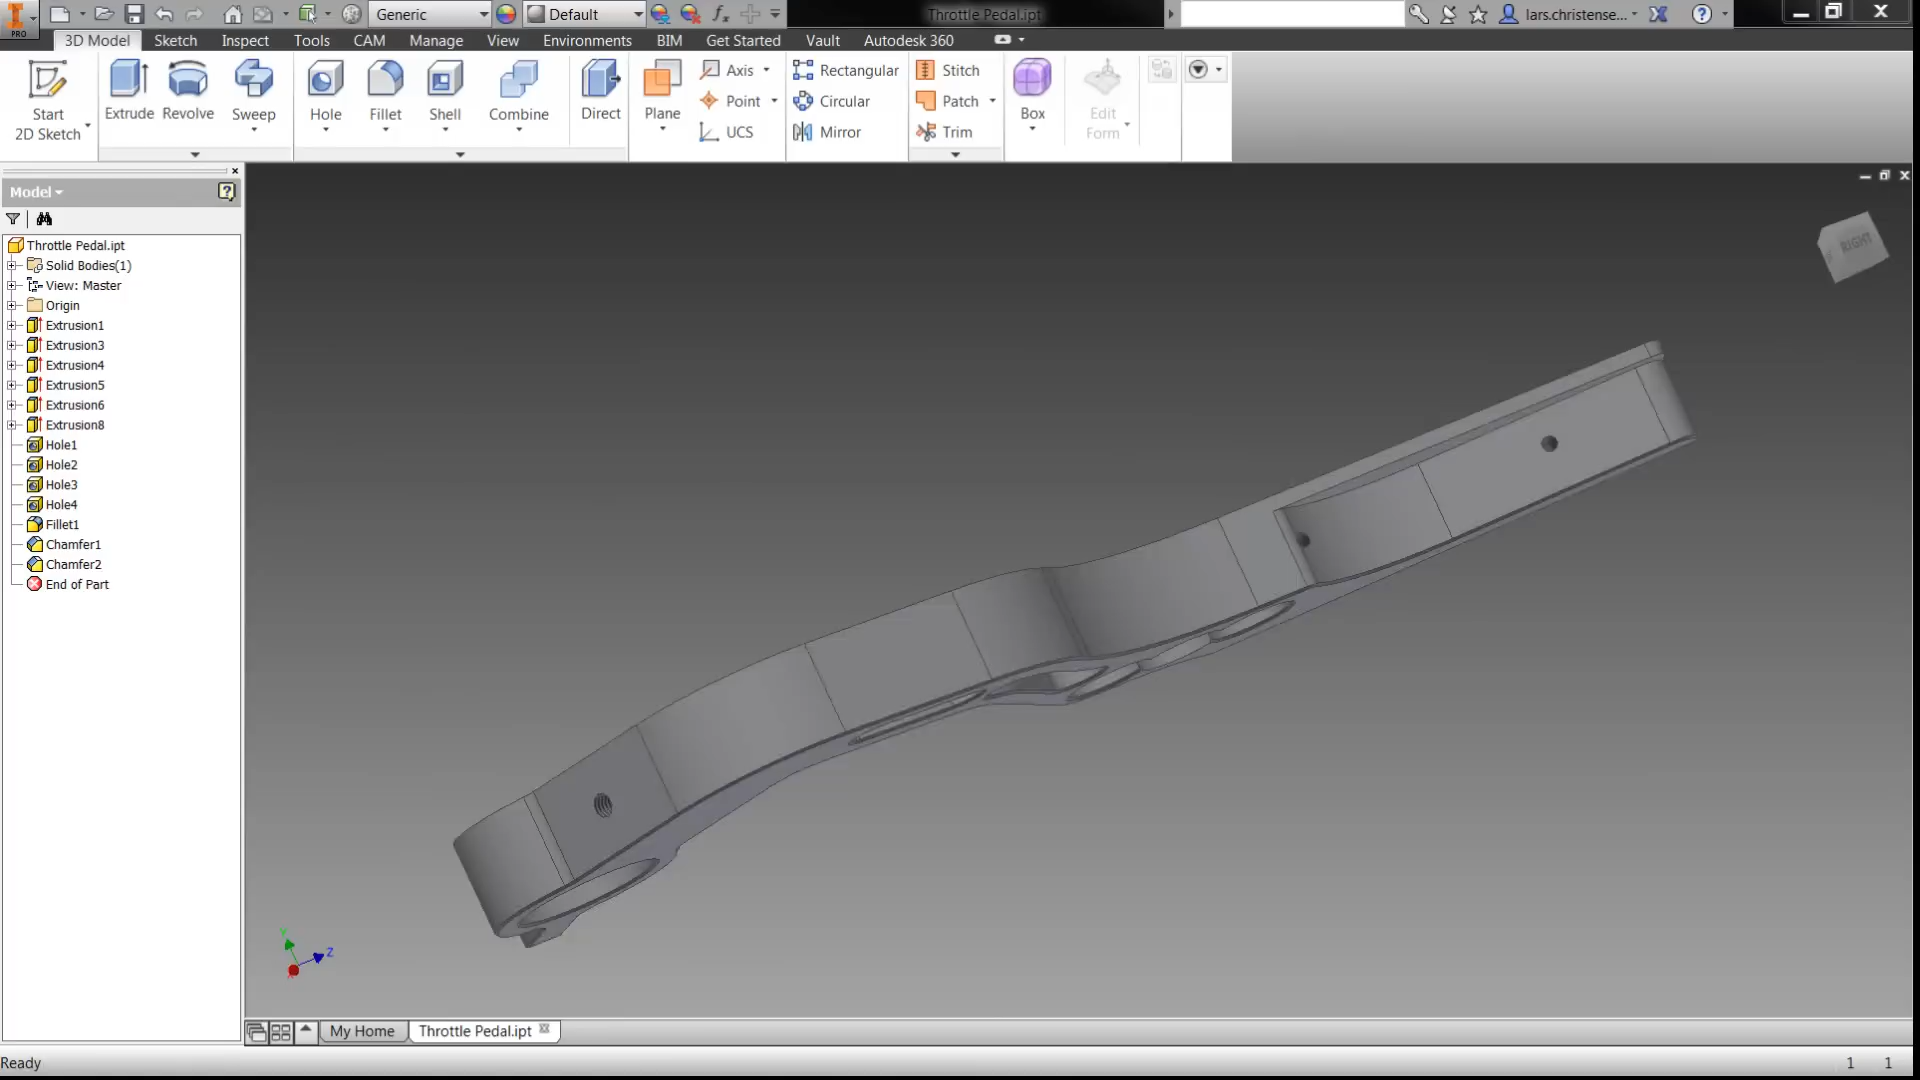 PRO
Generic
Default
Throttle Pedal.ipt
lars.christense...
3D Model
Sketch
Inspect
Tools
CAM
Manage
View
Environments
BIM
Get Started
Vault
Autodesk 360
Start
2D Sketch
Extrude
Revolve
Sweep
Hole
Fillet
Shell
Combine
Direct
Plane
Axis
Point
UCS
Rectangular
Circular
Mirror
Stitch
Patch
Trim
Box
Edit
Form
Model
Throttle Pedal.ipt
Solid Bodies(1)
View: Master
Origin
Extrusion1
Extrusion3
Extrusion4
Extrusion5
Extrusion6
Extrusion8
Hole1
Hole2
Hole3
Hole4
Fillet1
Chamfer1
Chamfer2
End of Part
RIGHT
Y
Z
My Home
Throttle Pedal.ipt
Ready
1 1